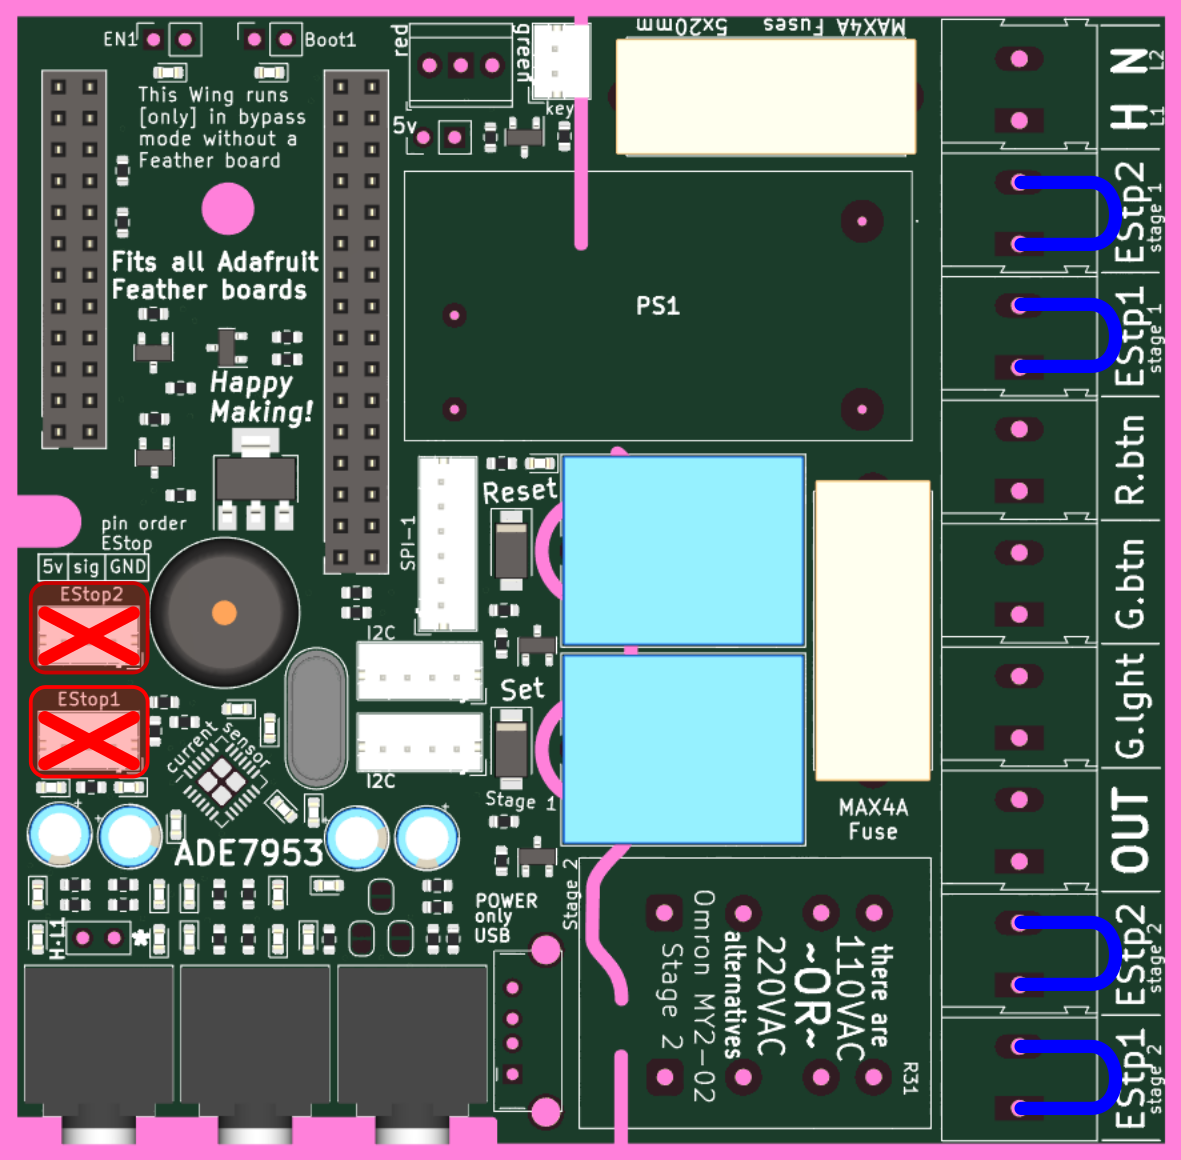 EN1
Boot1
red
green
key
5v
5x20mm
MAX4A Fuses
This Wing runs
[only] in bypass
mode without a
Feather board
Fits all Adafruit
Feather boards
Happy
Making!
PS1
N
L2
H
L1
EStp2
stage 1
EStp1
stage 1
R.btn
G.btn
G.lght
OUT
EStp2
stage 2
EStp1
stage 2
pin order
EStop
5v sig GND
EStop2
EStop1
SPI-1
Reset
I2C
Set
I2C
Stage 1
current
sensor
ADE7953
MAX4A
Fuse
H-L1
*
POWER
only
USB
Stage 2
Stage 2
Omron MY2-02
alternatives
220VAC
~OR~
110VAC
there are
R31